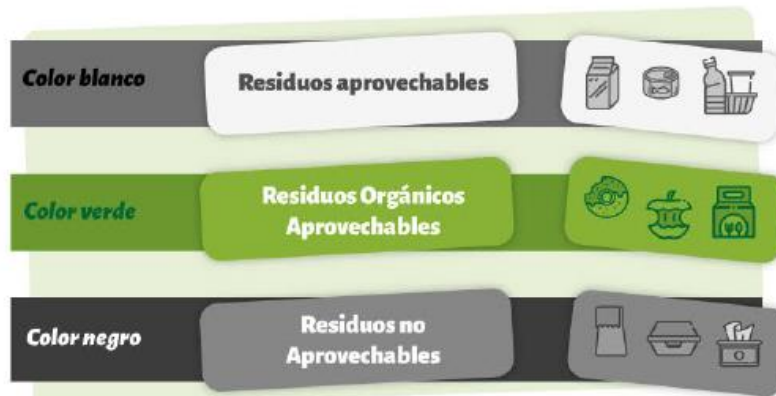 Color blanco
Residuos aprovechables
Color verde
Residuos Orgánicos
Aprovechables
Color negro
Residuos no
Aprovechables